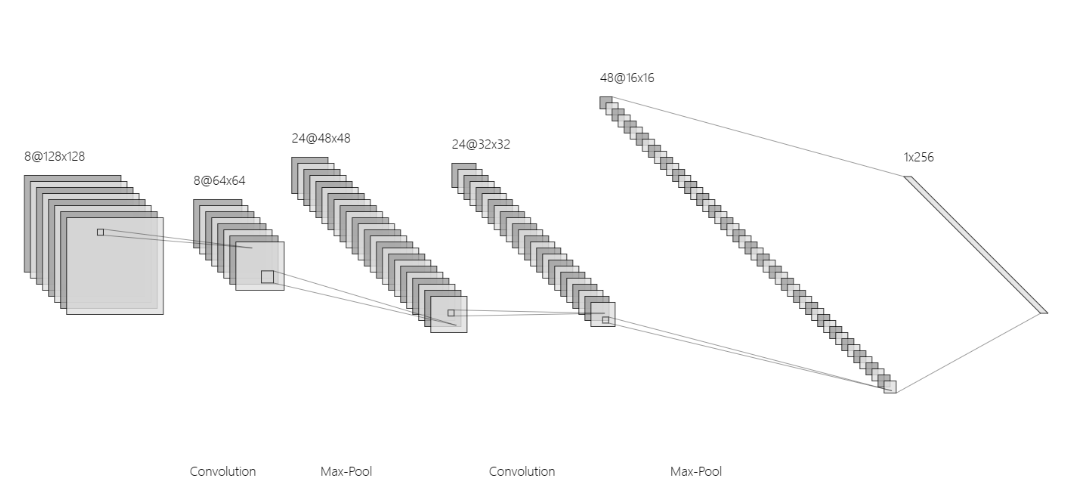 48@16x16
24@48x48
24@32x32
8@128x128
1x256
8@64x64
Convolution
Max-Pool
Convolution
Max-Pool